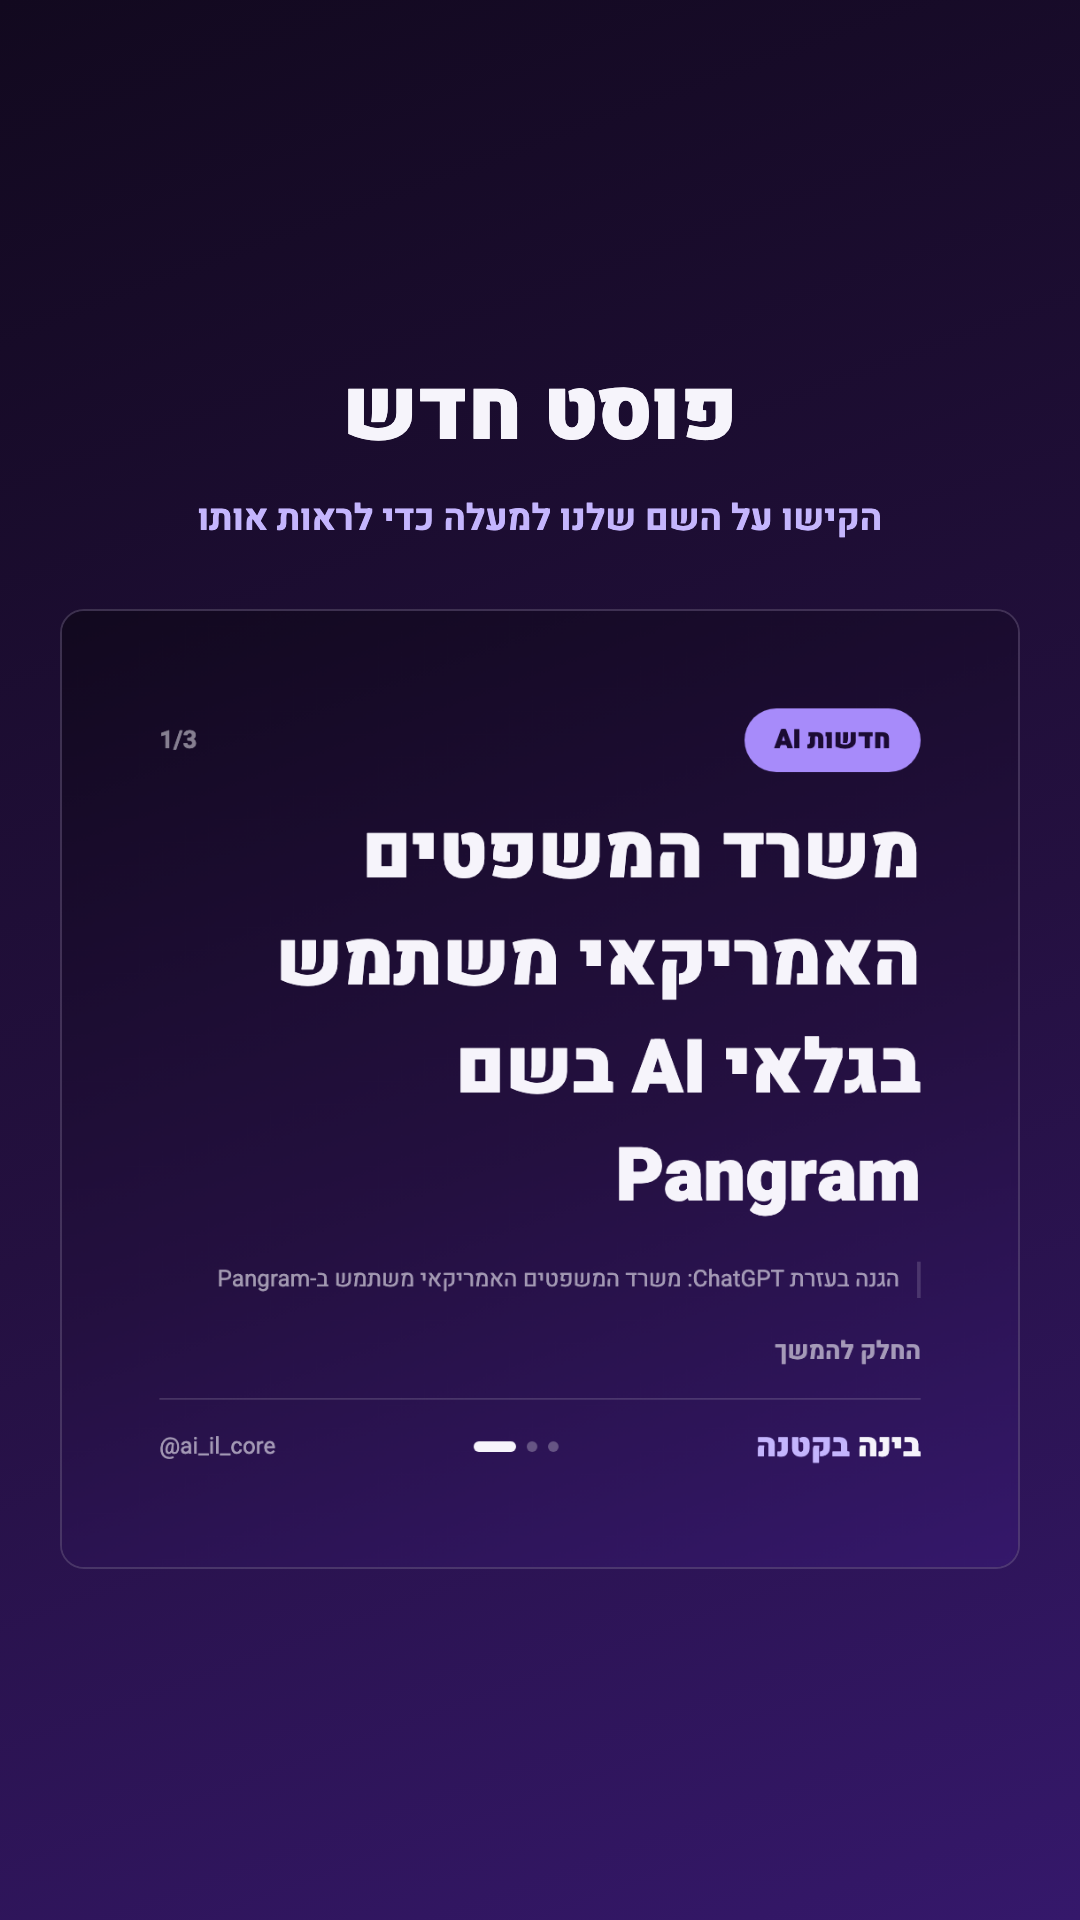 פוסט חדש
הקישו על השם שלנו למעלה כדי לראות אותו
חדשות AI
1/3
משרד המשפטים
האמריקאי משתמש
בגלאי AI בשם
Pangram
הגנה בעזרת ChatGPT: משרד המשפטים האמריקאי משתמש ב-Pangram
החלק להמשך
בינה בקטנה
@ai_il_core